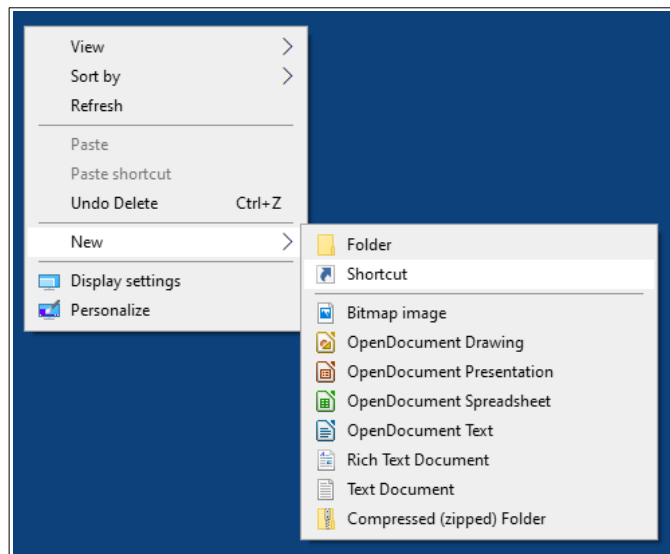 View
Sort by
Refresh
Paste
Paste shortcut
Undo Delete Ctrl+Z
New
Display settings
Personalize
Folder
Shortcut
Bitmap image
OpenDocument Drawing
OpenDocument Presentation
OpenDocument Spreadsheet
OpenDocument Text
Rich Text Document
Text Document
Compressed (zipped) Folder